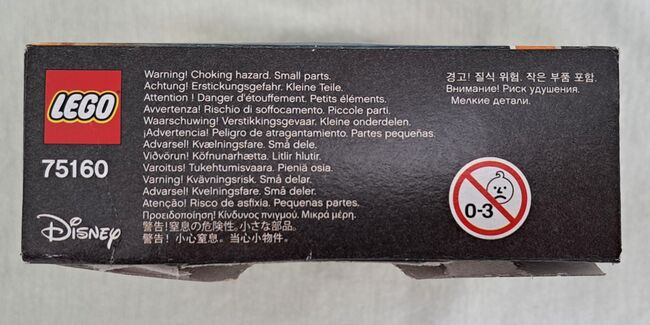 LEGO
75160
Disney
Warning! Choking hazard. Small parts.
Achtung! Erstickungsgefahr. Kleine Teile.
Attention ! Danger d'étouffement. Petits éléments.
Avvertenza! Rischio di soffocamento. Piccole parti.
Waarschuwing! Verstikkingsgevaar. Kleine onderdelen.
¡Advertencia! Peligro de atragantamiento. Partes pequeñas.
Advarsel! Kvælningsfare. Små dele.
Viðvörun! Köfnunarhætta. Litlir hlutir.
Varoitus! Tukehtumisvaara. Pieniä osia.
Varning! Kvävningsrisk. Små delar.
Advarsel! Kvelningsfare. Små deler.
Atenção! Risco de asfixia. Pequenas partes.
Προειδοποίηση! Κίνδυνος πνιγμού. Μικρά μέρη.
警告!窒息の危険性。小さな部品。
警告！小心窒息。当心小物件。
경고! 질식 위험. 작은 부품 포함.
Внимание! Риск удушения.
Мелкие детали.
0-3